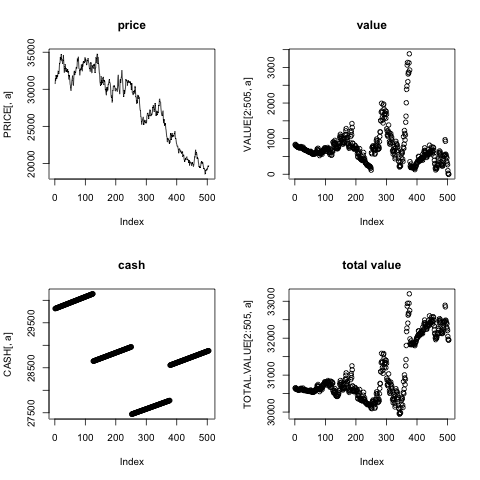 price
PRICE[, a]
35000
30000
25000
20000
0 100 200 300 400 500
Index
value
VALUE[2:505, a]
3000
2000
1000
0
0 100 200 300 400 500
Index
cash
CASH[, a]
29500
28500
27500
0 100 200 300 400 500
Index
total value
TOTAL.VALUE[2:505, a]
33000
32000
31000
30000
0 100 200 300 400 500
Index